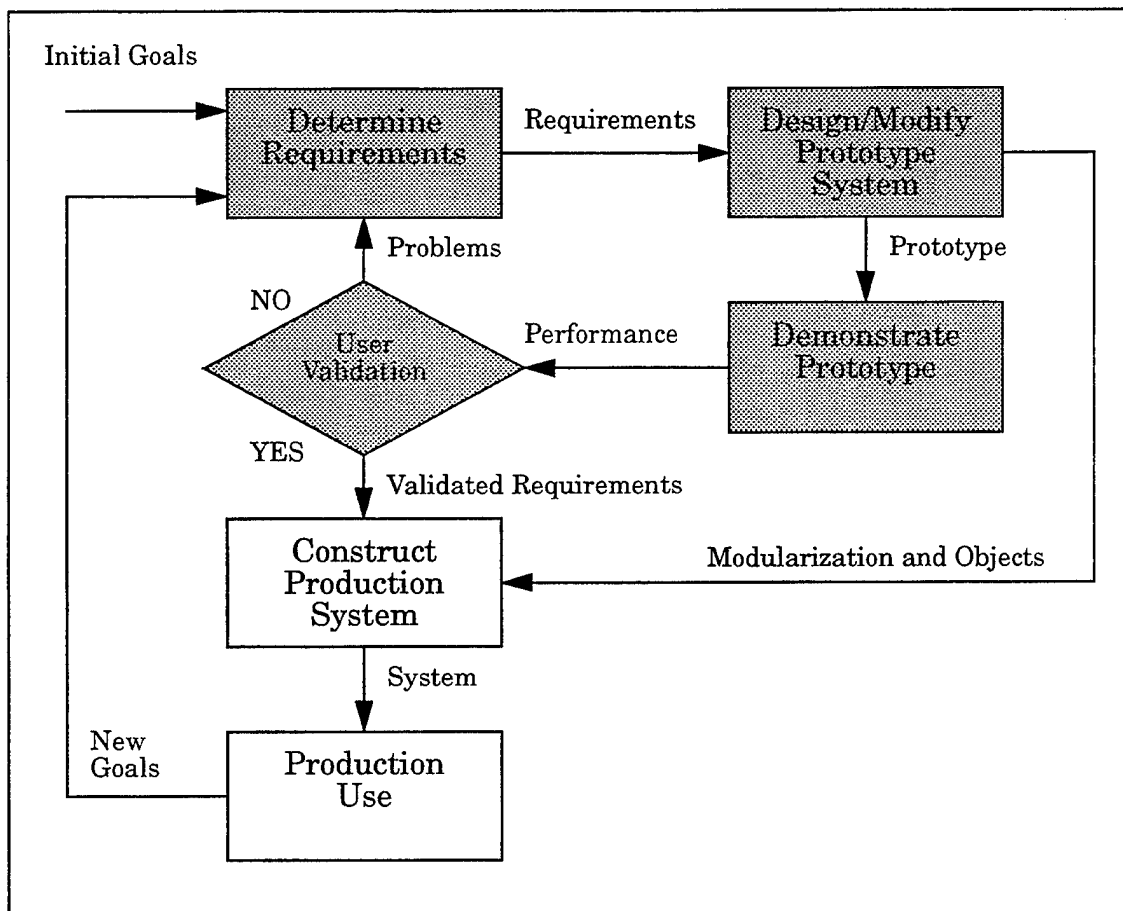 Initial Goals
Determine
Requirements
Requirements
Design/Modify
Prototype
System
Problems
Prototype
NO
User
Validation
Performance
Demonstrate
Prototype
YES
Validated Requirements
Construct
Production
System
Modularization and Objects
System
New
Goals
Production
Use